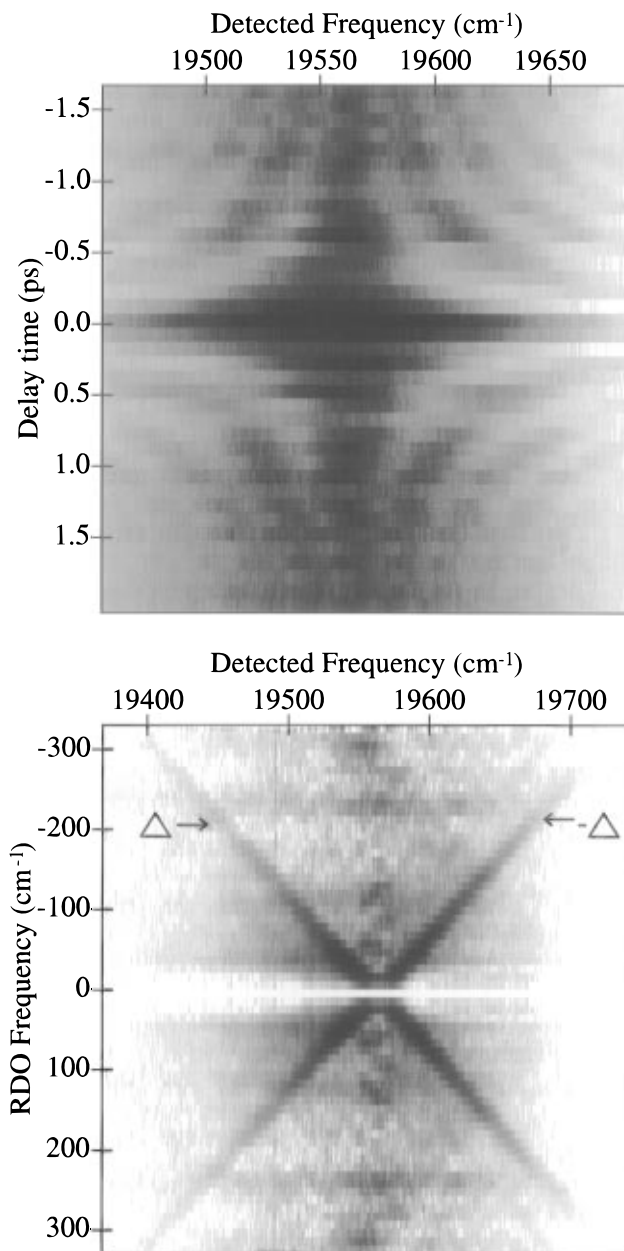 Detected Frequency (cm⁻¹)
19500 19550 19600 19650
Delay time (ps)
-1.5
-1.0
-0.5
0.0
0.5
1.0
1.5
Detected Frequency (cm⁻¹)
19400 19500 19600 19700
RDO Frequency (cm⁻¹)
-300
-200
-100
0
100
200
300
△→ ←-△